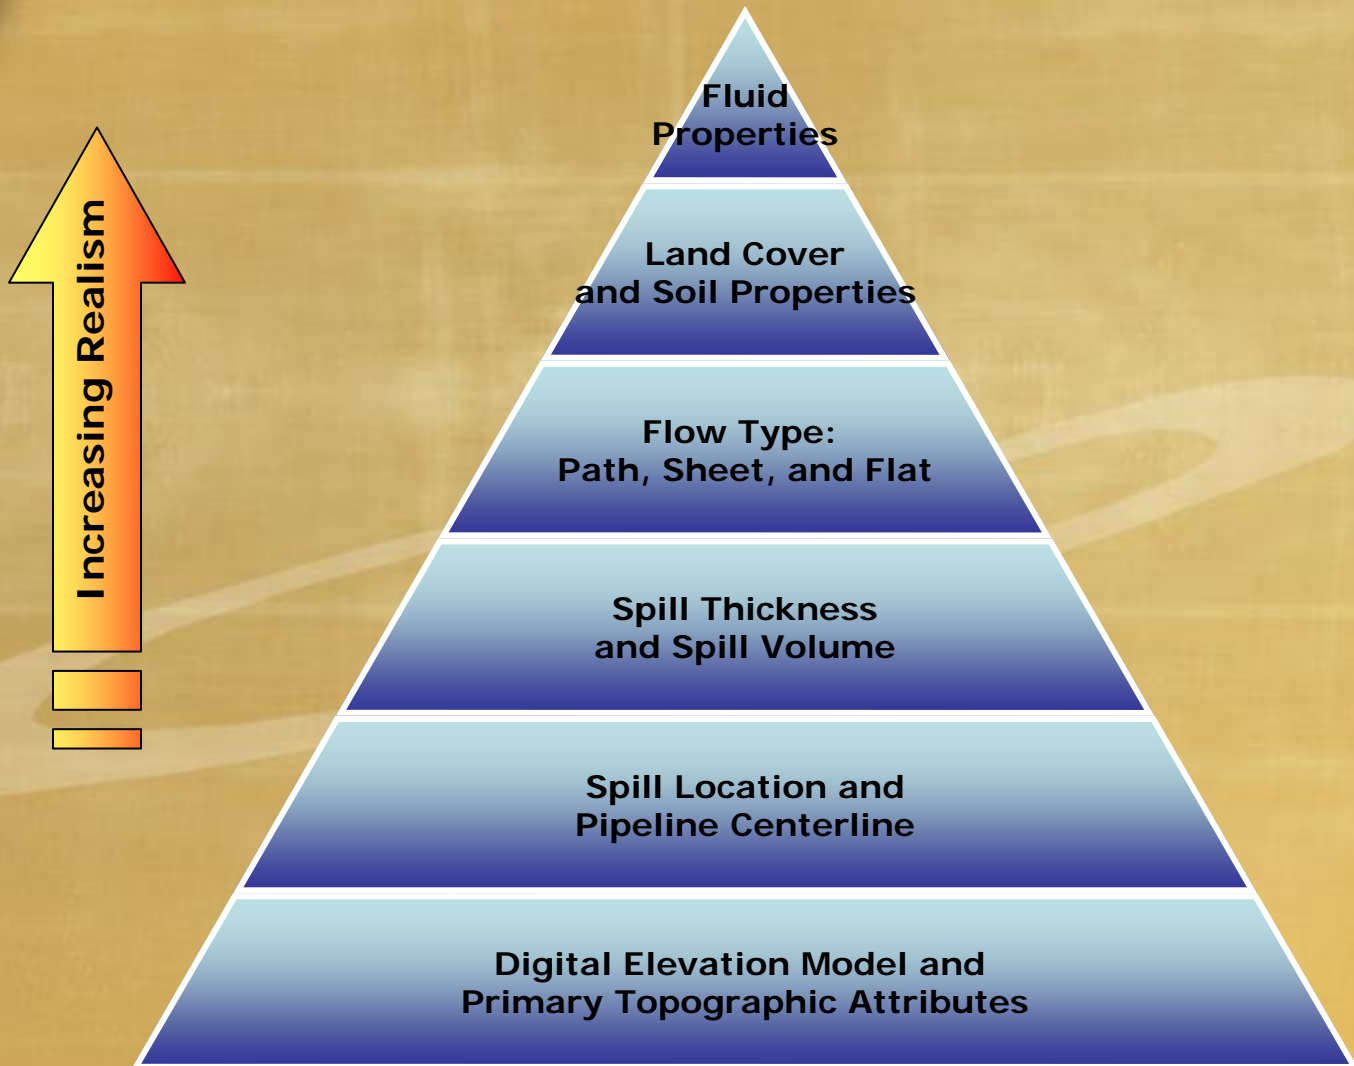 Fluid
Properties
Increasing Realism
Land Cover
and Soil Properties
Flow Type:
Path, Sheet, and Flat
Spill Thickness
and Spill Volume
Spill Location and
Pipeline Centerline
Digital Elevation Model and
Primary Topographic Attributes